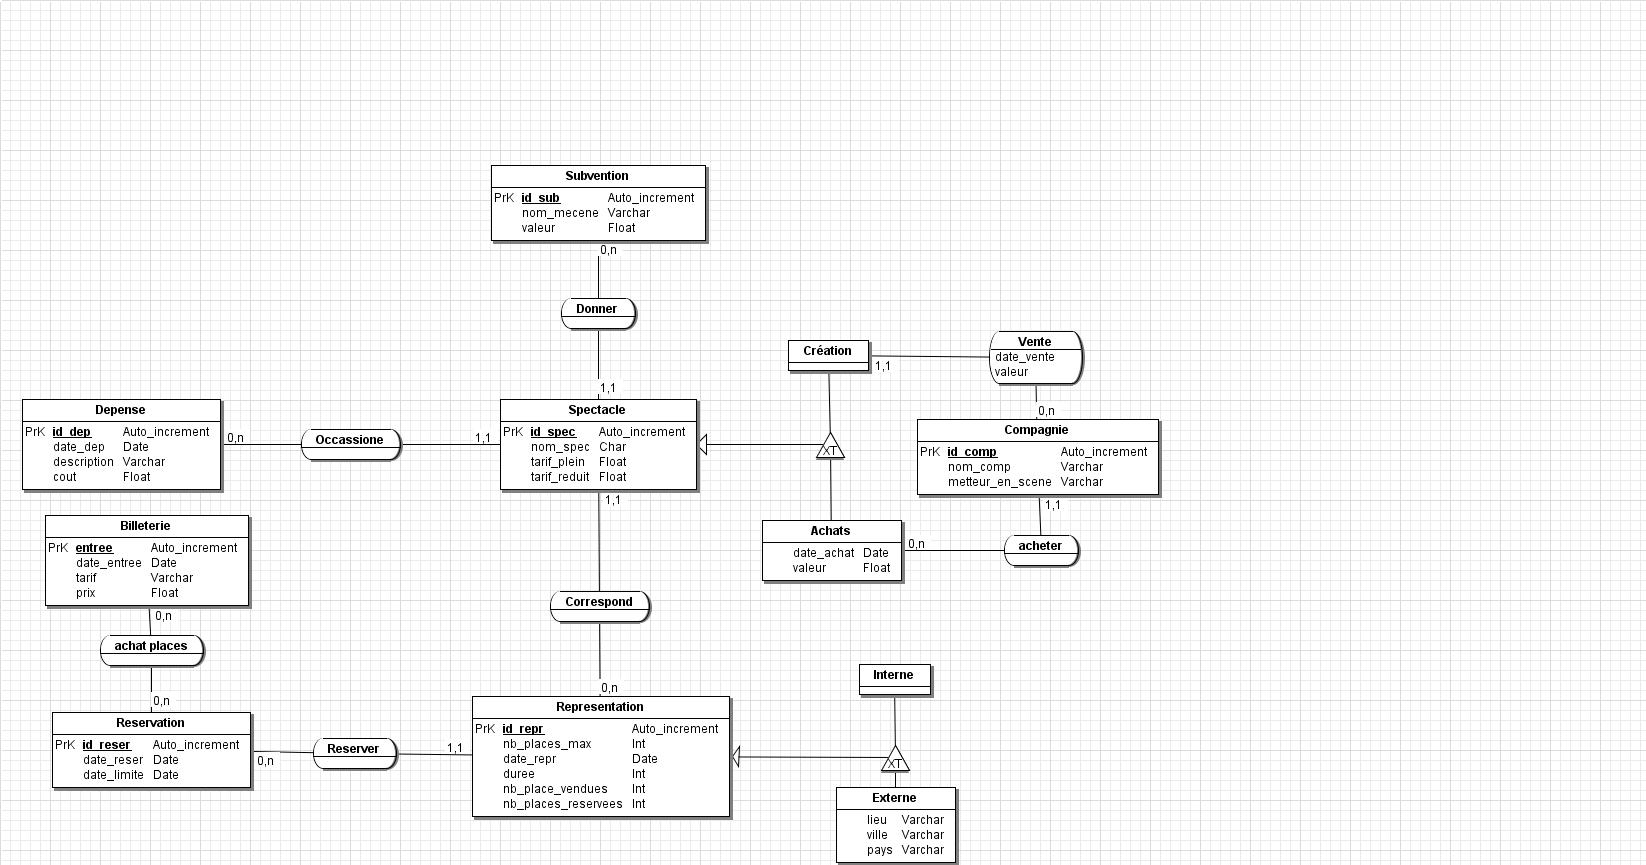 Subvention
PrK id_sub Auto_increment
nom_mecene Varchar
valeur Float
0,n
Donner
1,1
Création
1,1
Vente
date_vente
valeur
0,n
Depense
PrK id_dep Auto_increment
date_dep Date
description Varchar
cout Float
0,n
Occassione
1,1
Spectacle
PrK id_spec Auto_increment
nom_spec Char
tarif_plein Float
tarif_reduit Float
1,1
XT
Compagnie
PrK id_comp Auto_increment
nom_comp Varchar
metteur_en_scene Varchar
1,1
Achats
date_achat Date
valeur Float
0,n
acheter
Billeterie
PrK entree Auto_increment
date_entree Date
tarif Varchar
prix Float
0,n
achat places
0,n
Correspond
0,n
Reservation
PrK id_reser Auto_increment
date_reser Date
date_limite Date
0,n
Reserver
1,1
Representation
PrK id_repr Auto_increment
nb_places_max Int
date_repr Date
duree Int
nb_place_vendues Int
nb_places_reservees Int
Interne
XT
Externe
lieu Varchar
ville Varchar
pays Varchar